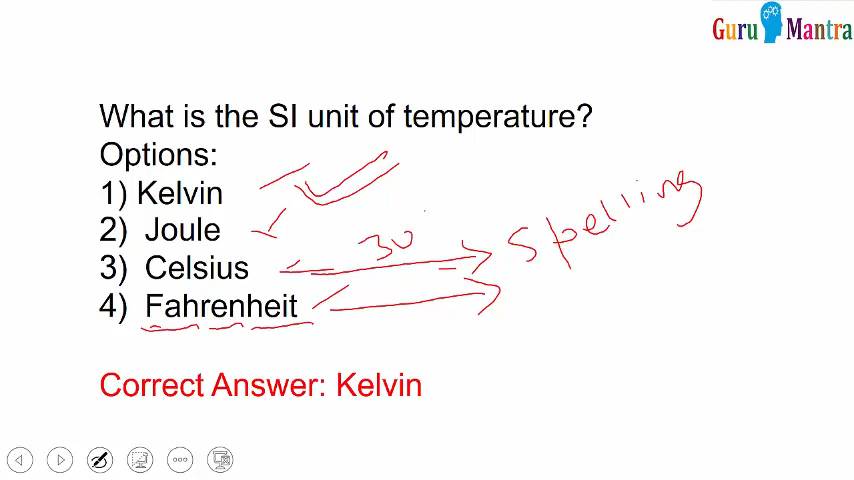 Guru Mantra
What is the SI unit of temperature?
Options:
1) Kelvin
2) Joule
3) Celsius
30
spelling
4) Fahrenheit
Correct Answer: Kelvin